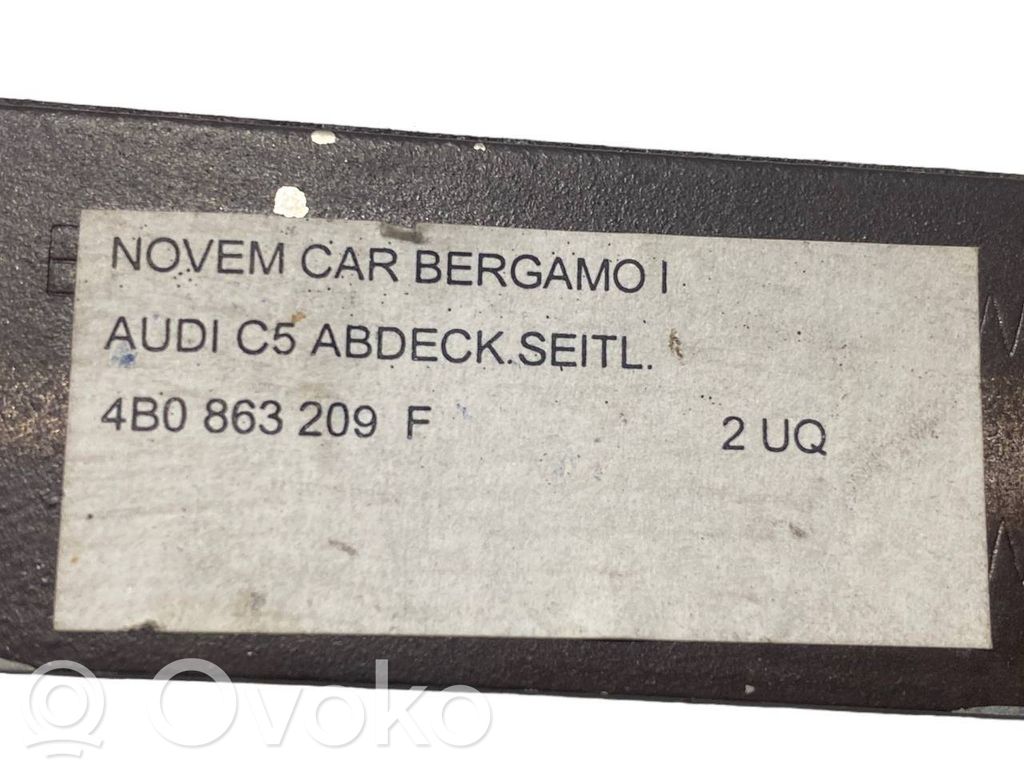 NOVEM CAR BERGAMO I
AUDI C5 ABDECK.SEITL.
4B0 863 209 F 2 UQ
Ovoko